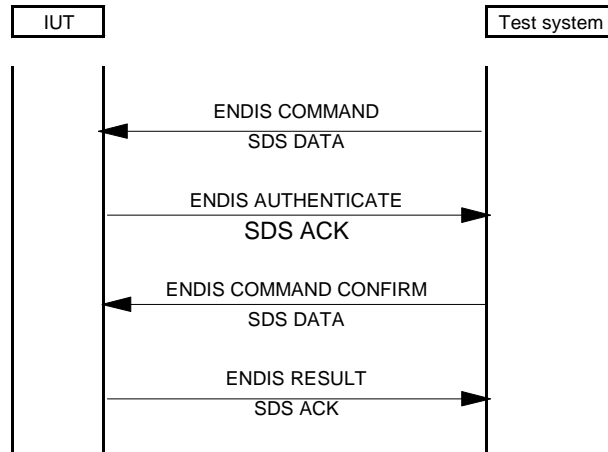 IUT
Test system
ENDIS COMMAND
SDS DATA
ENDIS AUTHENTICATE
SDS ACK
ENDIS COMMAND CONFIRM
SDS DATA
ENDIS RESULT
SDS ACK